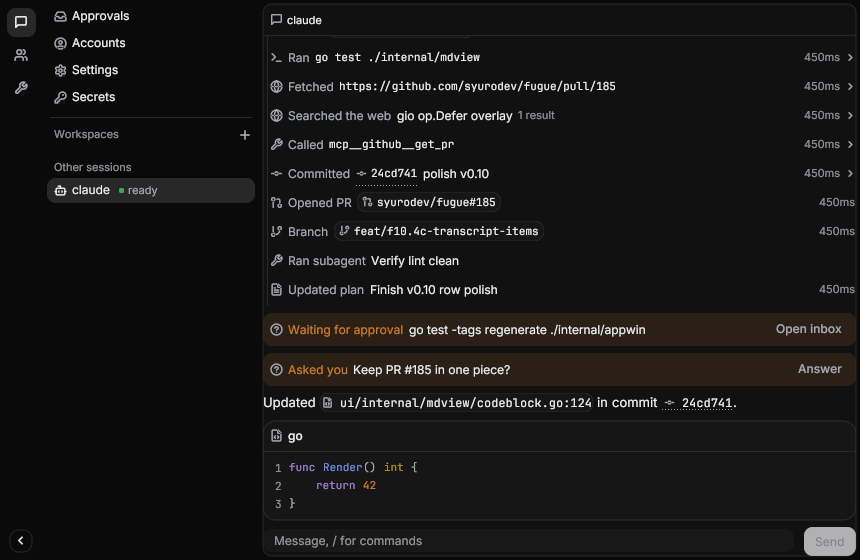 Approvals
Accounts
Settings
Secrets
Workspaces
Other sessions
claude ready
claude
Ran go test ./internal/mdview 450ms
Fetched https://github.com/syurodev/fugue/pull/185 450ms
Searched the web gio op.Defer overlay 1 result 450ms
Called mcp__github__get_pr 450ms
Committed 24cd741 polish v0.10 450ms
Opened PR syurodev/fugue#185 450ms
Branch feat/f10.4c-transcript-items 450ms
Ran subagent Verify lint clean
Updated plan Finish v0.10 row polish 450ms
Waiting for approval go test -tags regenerate ./internal/appwin Open inbox
Asked you Keep PR #185 in one piece? Answer
Updated ui/internal/mdview/codeblock.go:124 in commit 24cd741.
go
1 func Render() int {
2 return 42
3 }
Message, / for commands
Send